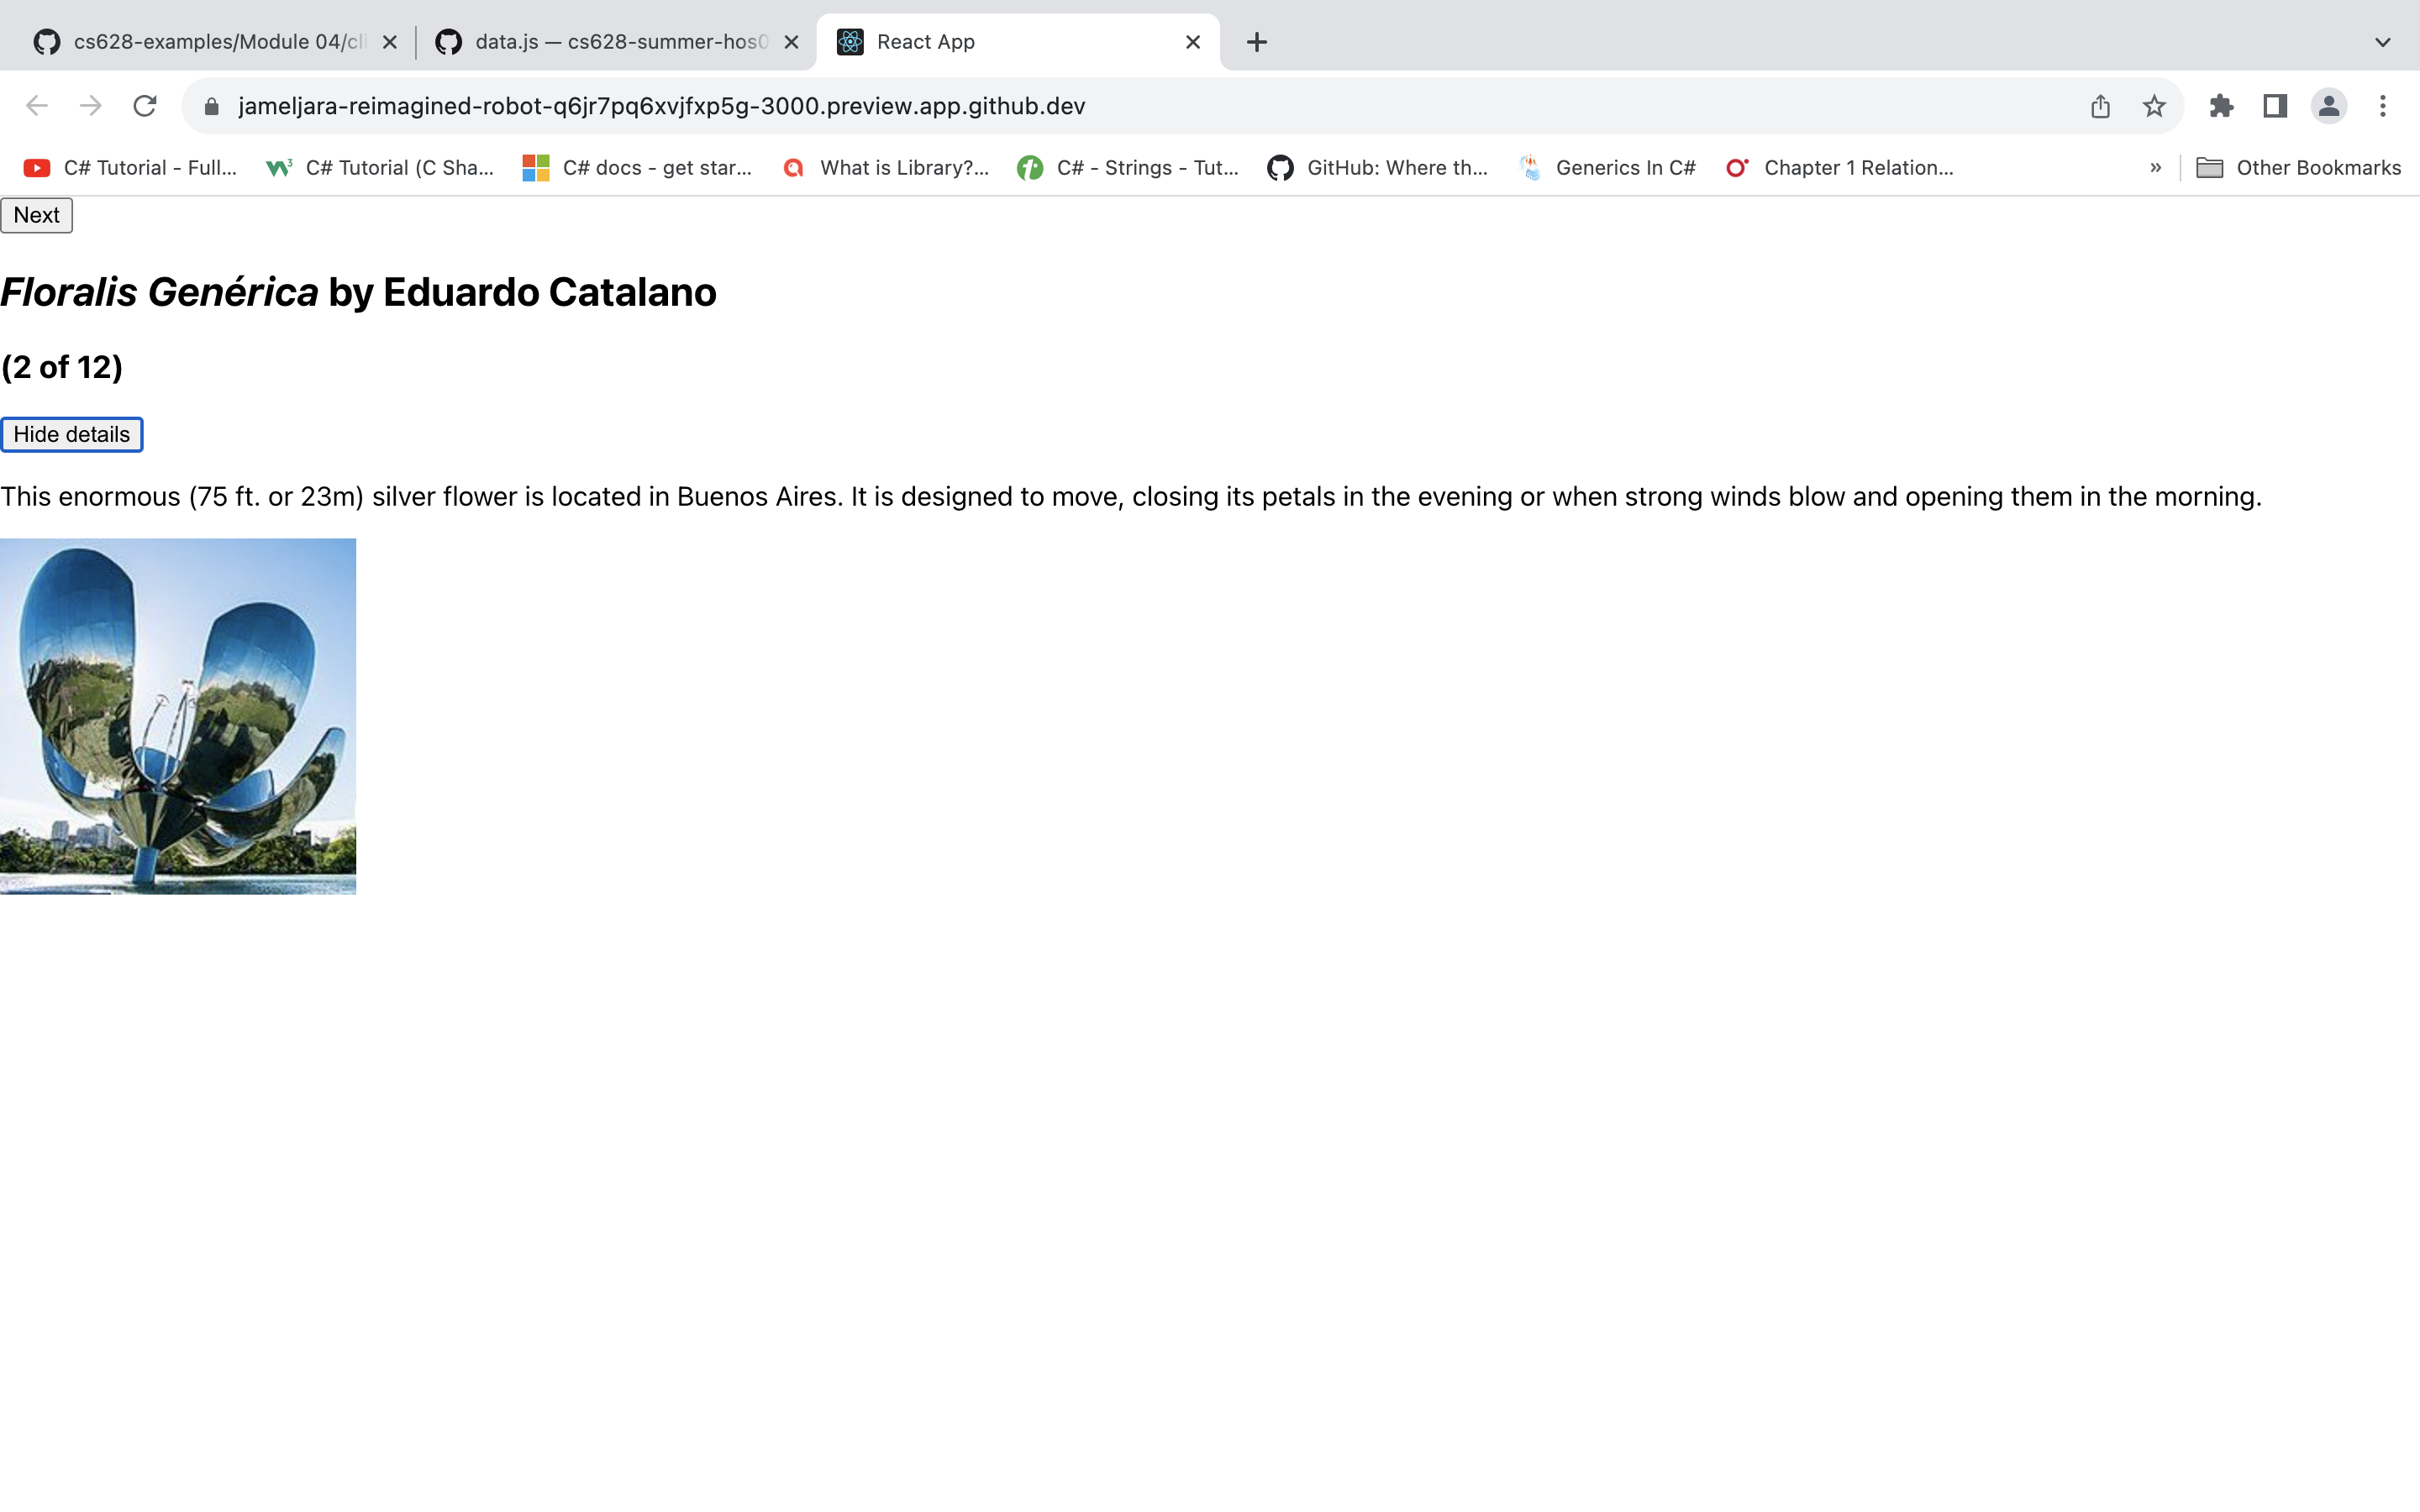 cs628-examples/Module 04/cli
data.js — cs628-summer-hos0
React App
jameljara-reimagined-robot-q6jr7pq6xvjfxp5g-3000.preview.app.github.dev
C# Tutorial - Full... C# Tutorial (C Sha... C# docs - get star... What is Library?... C# - Strings - Tut... GitHub: Where th... Generics In C# Chapter 1 Relation... » Other Bookmarks
Next
Floralis Genérica by Eduardo Catalano
(2 of 12)
Hide details
This enormous (75 ft. or 23m) silver flower is located in Buenos Aires. It is designed to move, closing its petals in the evening or when strong winds blow and opening them in the morning.